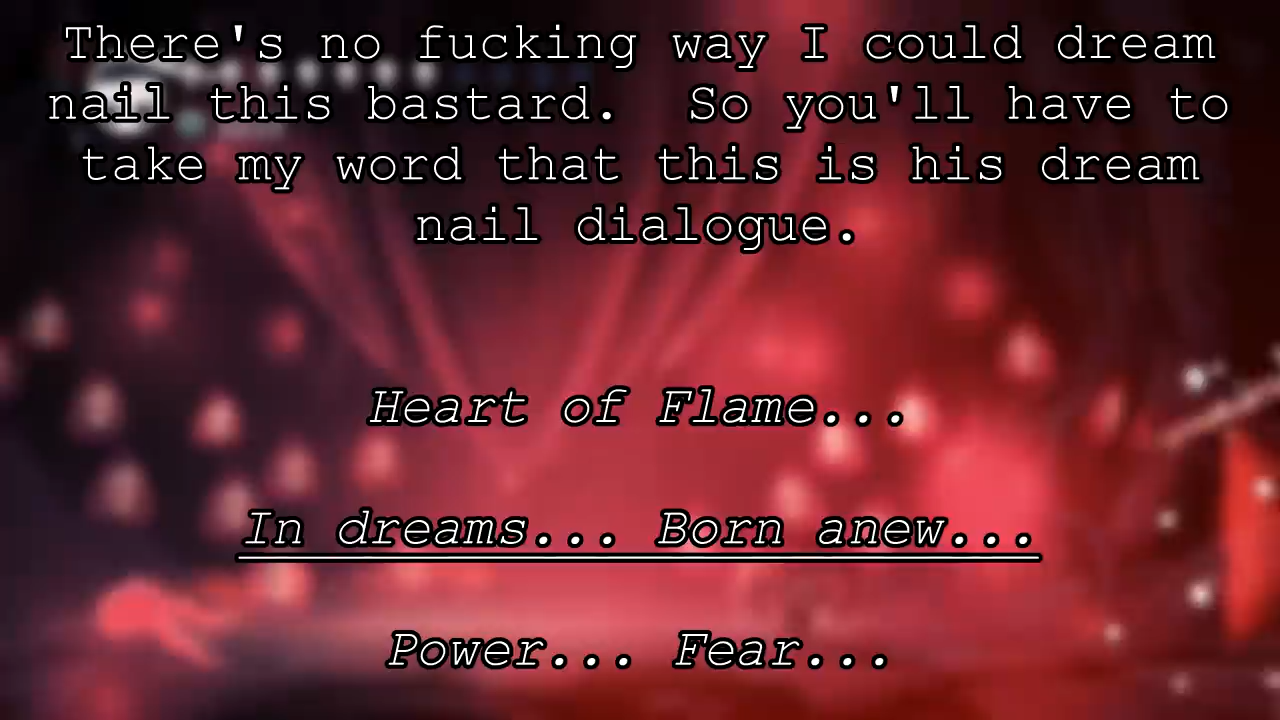 There's no fucking way I could dream
nail this bastard.  So you'll have to
take my word that this is his dream
nail dialogue.
Heart of Flame...
In dreams... Born anew...
Power... Fear...